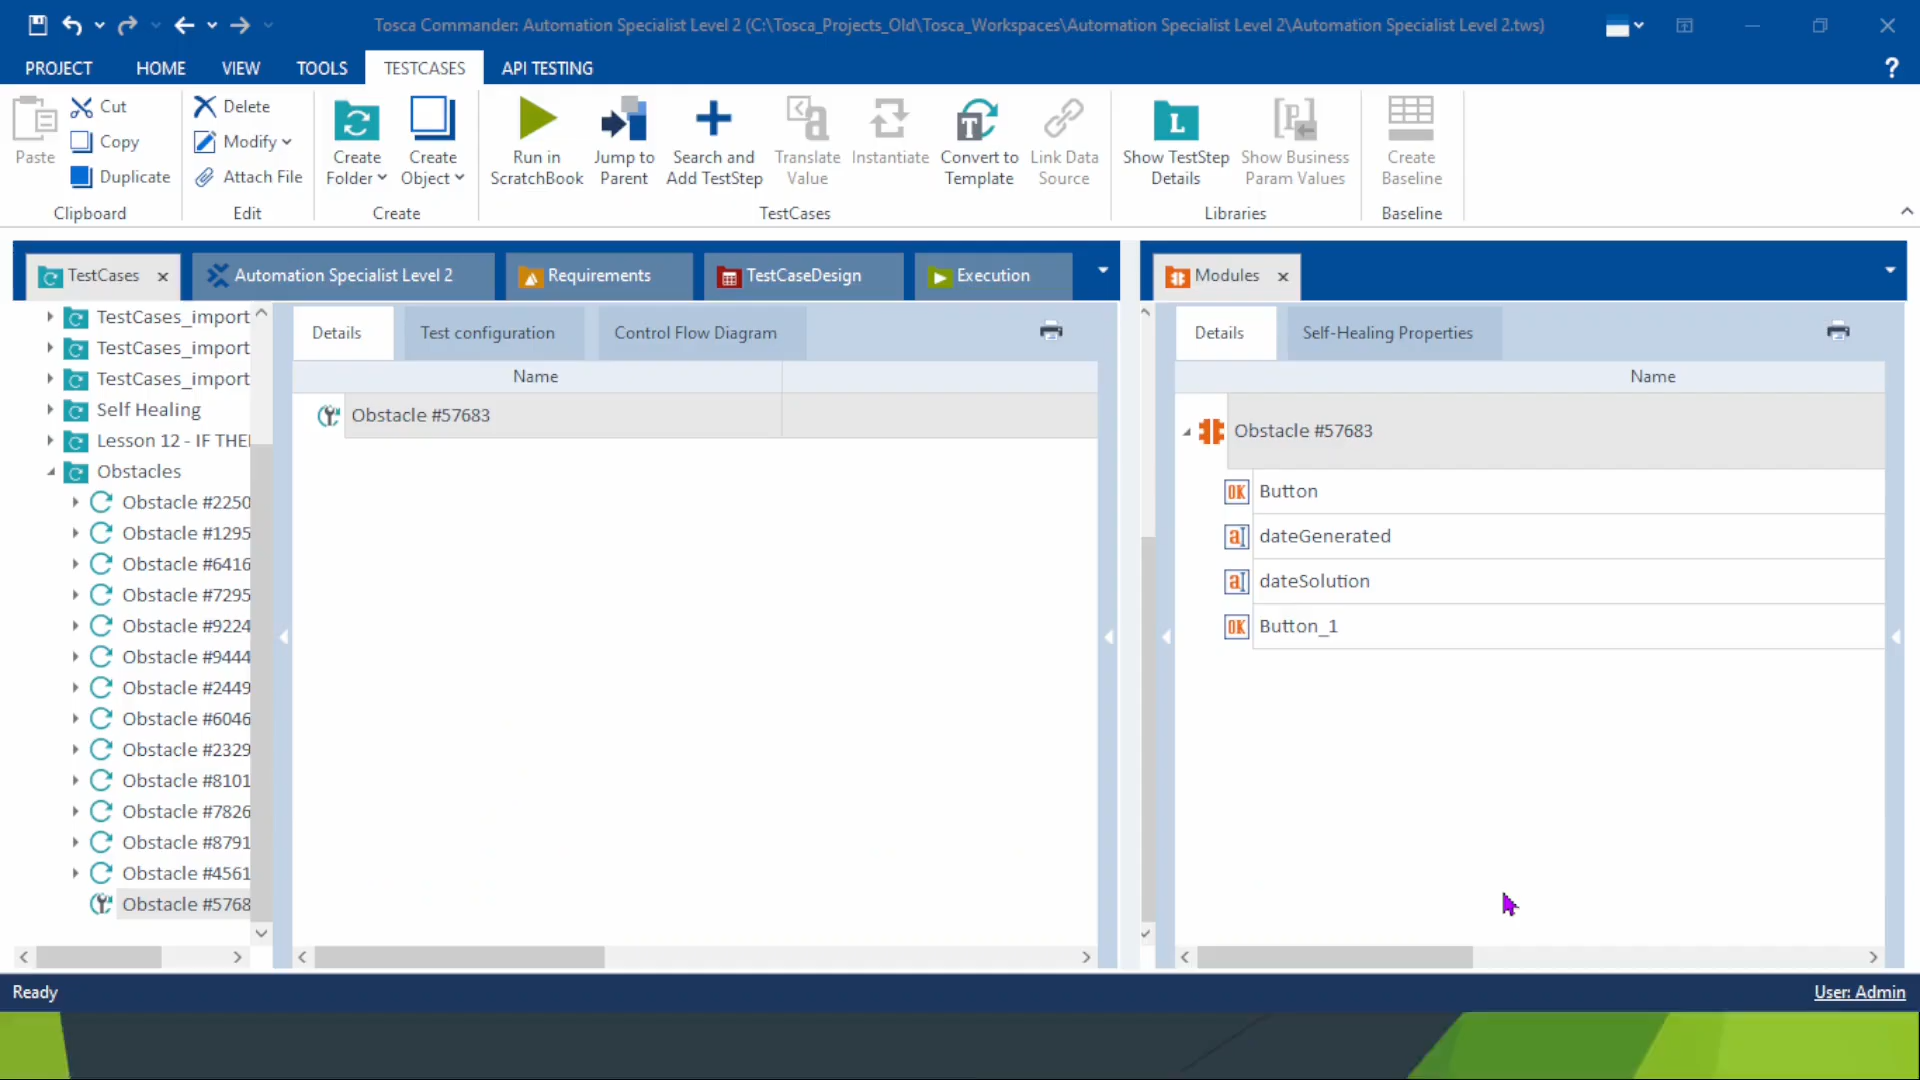 Tosca Commander: Automation Specialist Level 2 (C:\Tosca_Projects_Old\Tosca_Workspaces\Automation Specialist Level 2\Automation Specialist Level 2.tws)
PROJECT HOME VIEW TOOLS TESTCASES API TESTING ?
Paste
Cut
Copy
Duplicate
Clipboard
Delete
Modify
Attach File
Edit
Create Folder
Create Object
Create
Run in ScratchBook
Jump to Parent
Search and Add TestStep
Translate Value
Instantiate
Convert to Template
Link Data Source
TestCases
Show TestStep Details
Show Business Param Values
Libraries
Create Baseline
Baseline
TestCases Automation Specialist Level 2 Requirements TestCaseDesign Execution
TestCases_import
TestCases_import
TestCases_import
Self Healing
Lesson 12 - IF THE
Obstacles
Obstacle #2250
Obstacle #1295
Obstacle #6416
Obstacle #7295
Obstacle #9224
Obstacle #9444
Obstacle #2449
Obstacle #6046
Obstacle #2329
Obstacle #8101
Obstacle #7826
Obstacle #8791
Obstacle #4561
Obstacle #5768
Details Test configuration Control Flow Diagram
Name
Obstacle #57683
Modules
Details Self-Healing Properties
Name
Obstacle #57683
OK Button
a dateGenerated
a dateSolution
OK Button_1
Ready
User: Admin